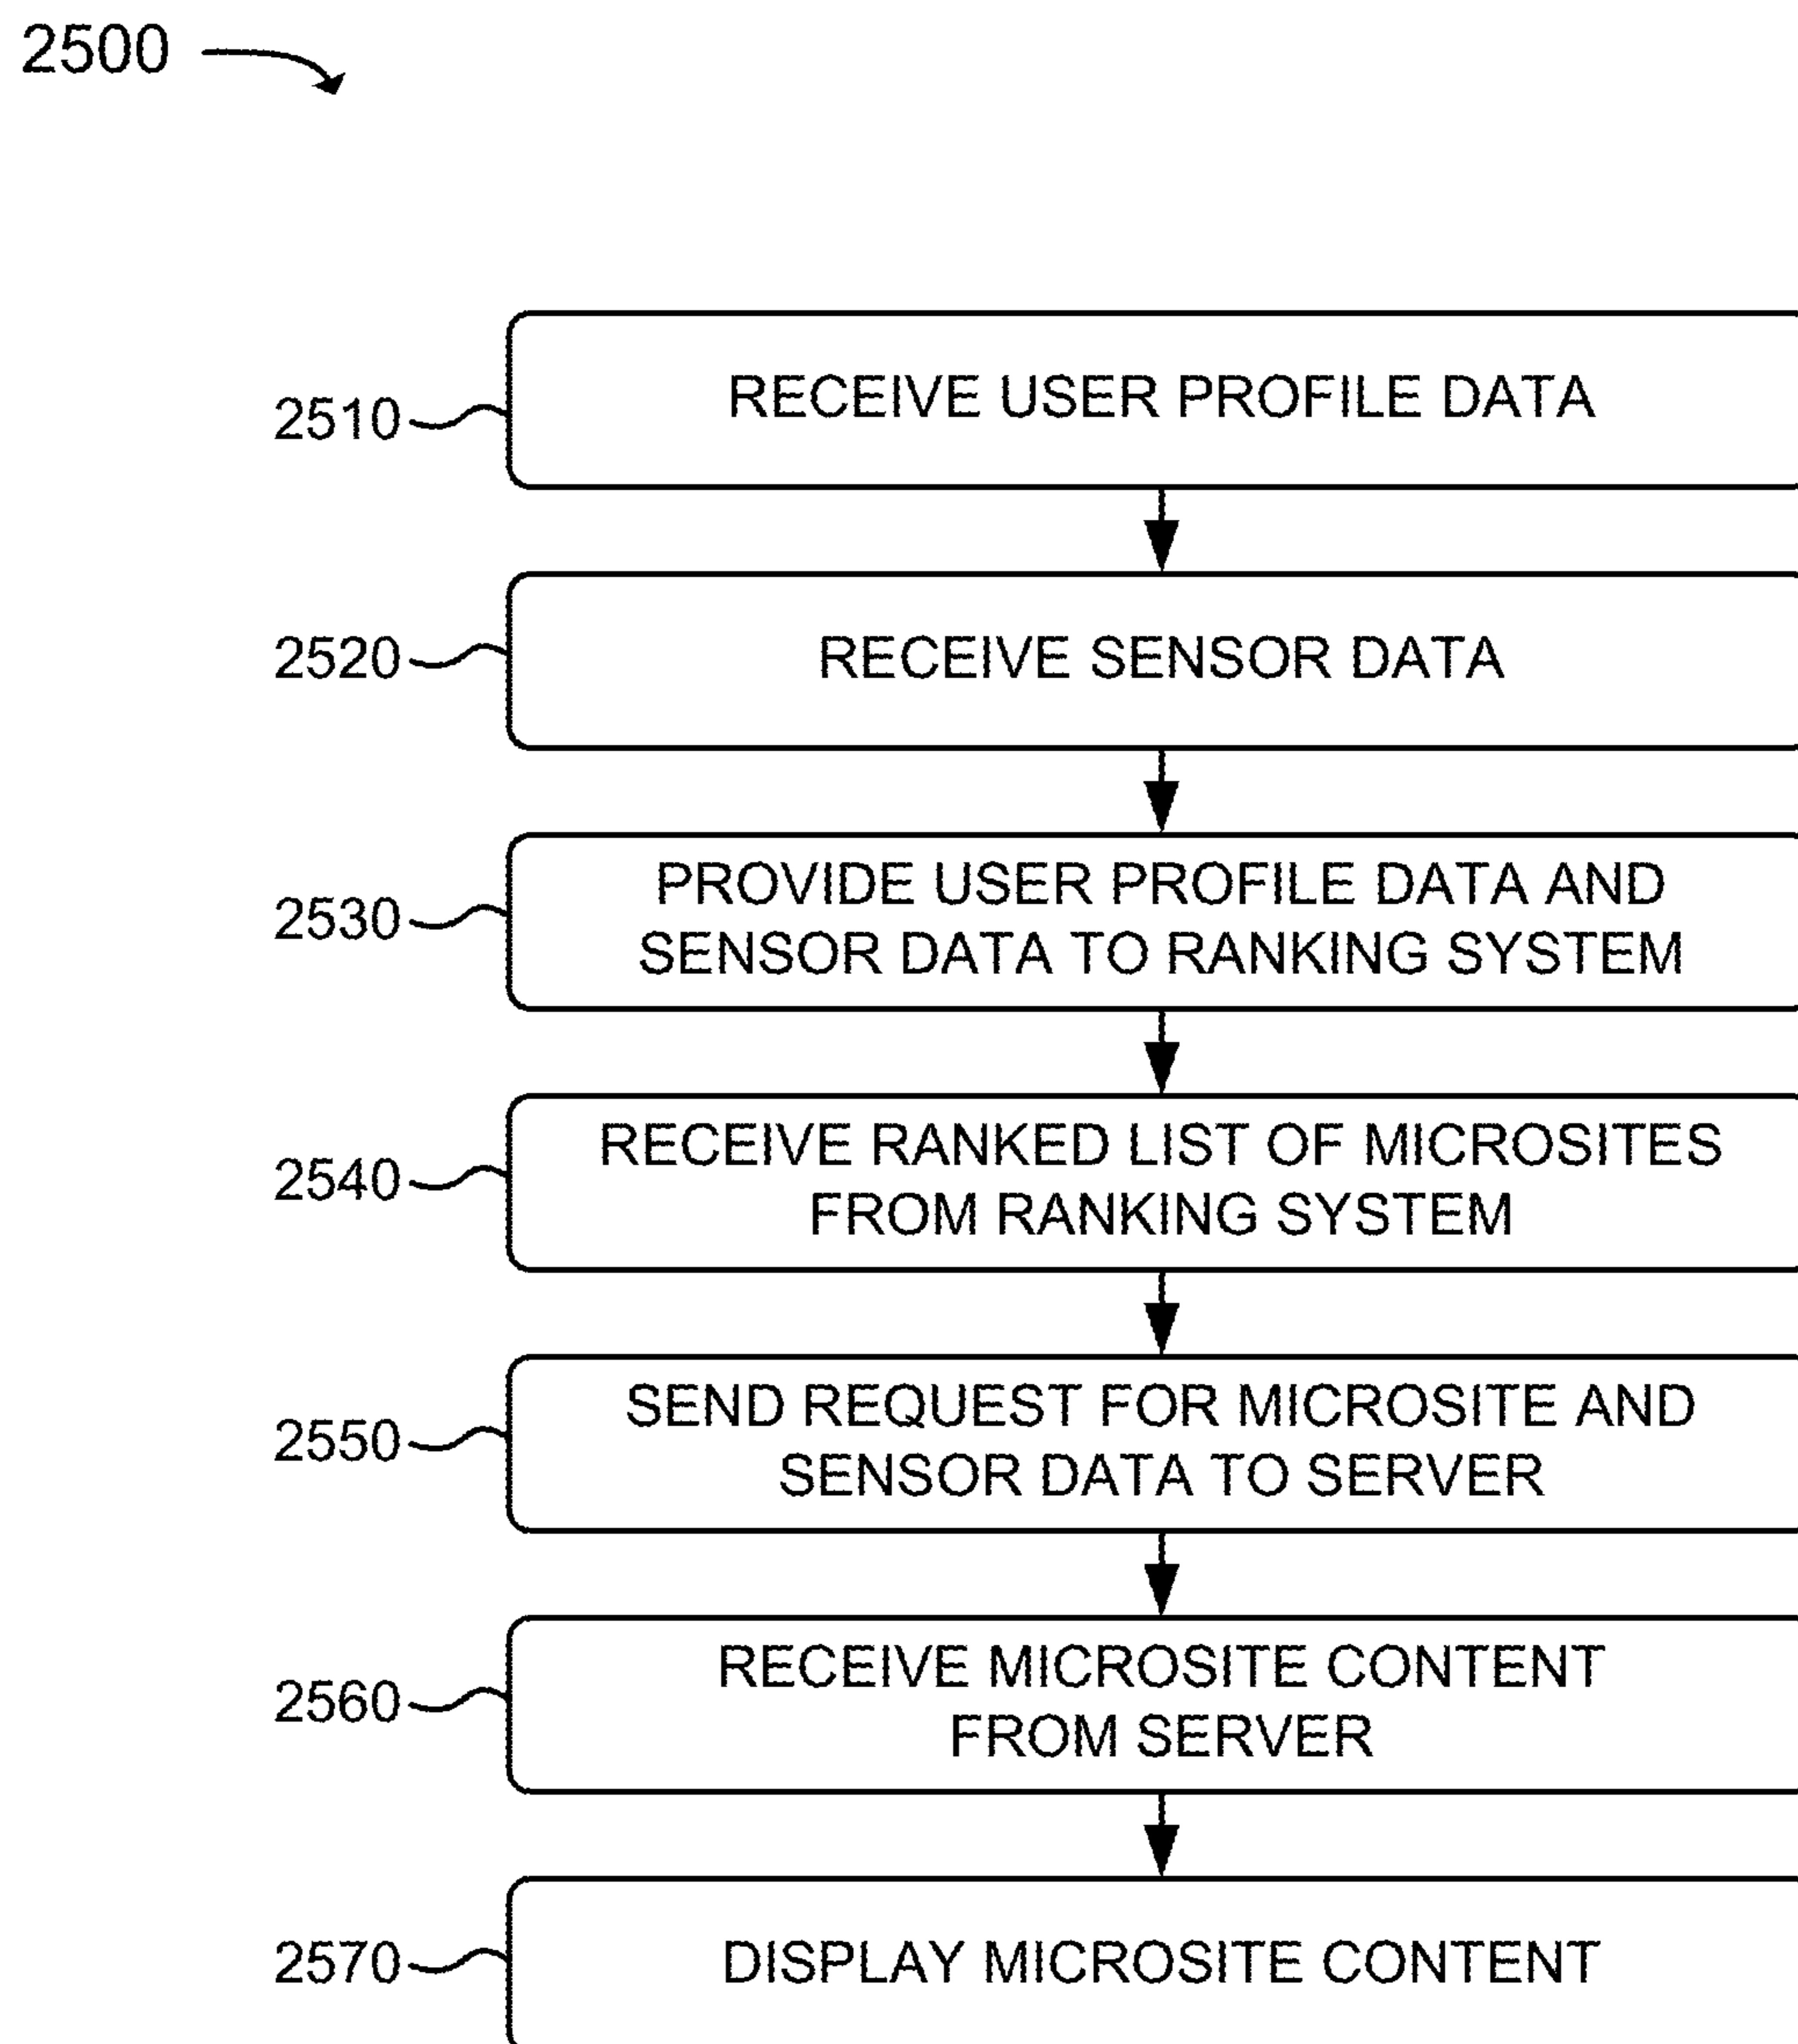 2500
2510
RECEIVE USER PROFILE DATA
2520
RECEIVE SENSOR DATA
2530
PROVIDE USER PROFILE DATA AND
SENSOR DATA TO RANKING SYSTEM
2540
RECEIVE RANKED LIST OF MICROSITES
FROM RANKING SYSTEM
2550
SEND REQUEST FOR MICROSITE AND
SENSOR DATA TO SERVER
2560
RECEIVE MICROSITE CONTENT
FROM SERVER
2570
DISPLAY MICROSITE CONTENT